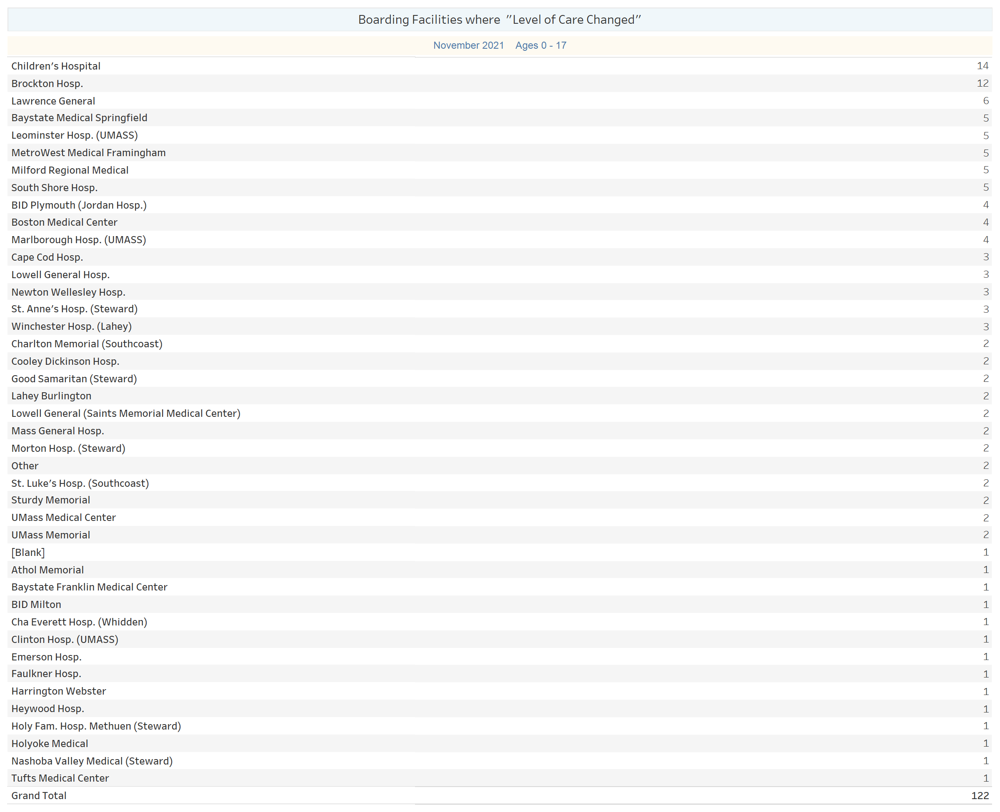 Boarding Facilities where "Level of Care Changed"
November 2021 Ages 0 - 17
Children's Hospital 14
Brockton Hosp. 12
Lawrence General 6
Baystate Medical Springfield 5
Leominster Hosp. (UMASS) 5
MetroWest Medical Framingham 5
Milford Regional Medical 5
South Shore Hosp. 5
BID Plymouth (Jordan Hosp.) 4
Boston Medical Center 4
Marlborough Hosp. (UMASS) 4
Cape Cod Hosp. 3
Lowell General Hosp. 3
Newton Wellesley Hosp. 3
St. Anne's Hosp. (Steward) 3
Winchester Hosp. (Lahey) 3
Charlton Memorial (Southcoast) 2
Cooley Dickinson Hosp. 2
Good Samaritan (Steward) 2
Lahey Burlington 2
Lowell General (Saints Memorial Medical Center) 2
Mass General Hosp. 2
Morton Hosp. (Steward) 2
Other 2
St. Luke's Hosp. (Southcoast) 2
Sturdy Memorial 2
UMass Medical Center 2
UMass Memorial 2
[Blank] 1
Athol Memorial 1
Baystate Franklin Medical Center 1
BID Milton 1
Cha Everett Hosp. (Whidden) 1
Clinton Hosp. (UMASS) 1
Emerson Hosp. 1
Faulkner Hosp. 1
Harrington Webster 1
Heywood Hosp. 1
Holy Fam. Hosp. Methuen (Steward) 1
Holyoke Medical 1
Nashoba Valley Medical (Steward) 1
Tufts Medical Center 1
Grand Total 122